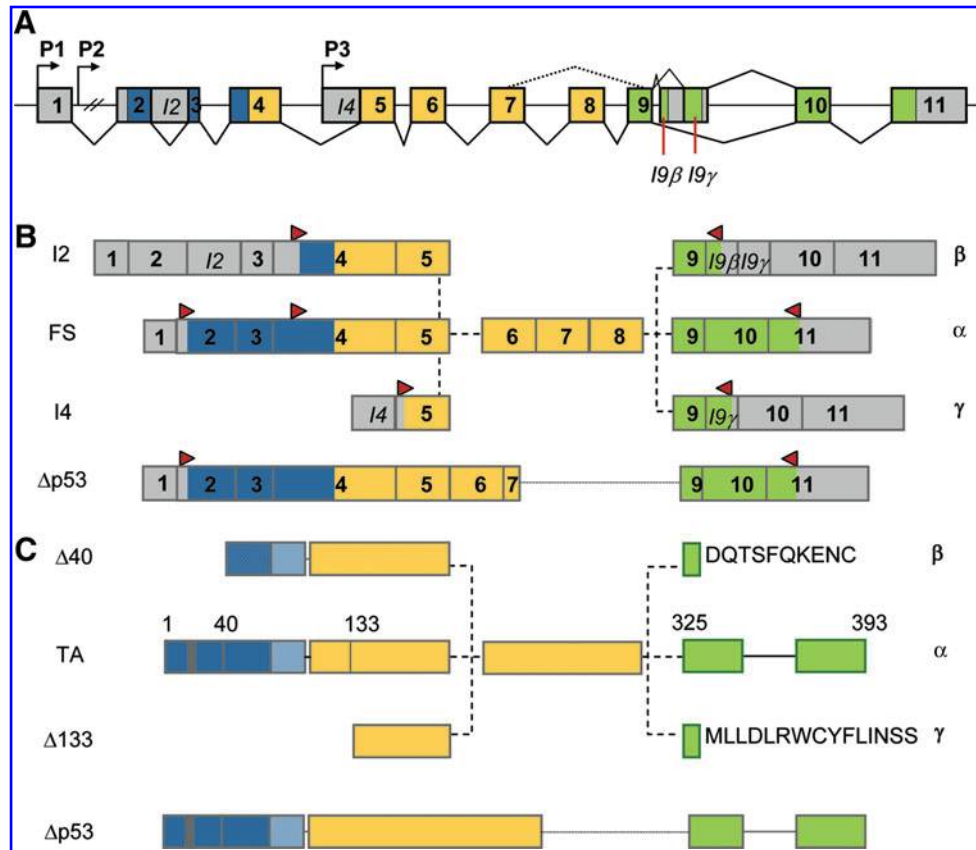 A
P1 P2 P3
1 2 I2 3 4 I4 5 6 7 8 9 10 11
I9β I9γ
B
I2 1 2 I2 3 4 5 9 I9β I9γ 10 11 β
FS 1 2 3 4 5 6 7 8 9 10 11 α
I4 I4 5 9 I9γ 10 11 γ
Δp53 1 2 3 4 5 6 7 9 10 11
C
Δ40 DQTSFQKENC β
1 40 133 325 393
TA α
Δ133 MLLDLRWCYFLINSS γ
Δp53